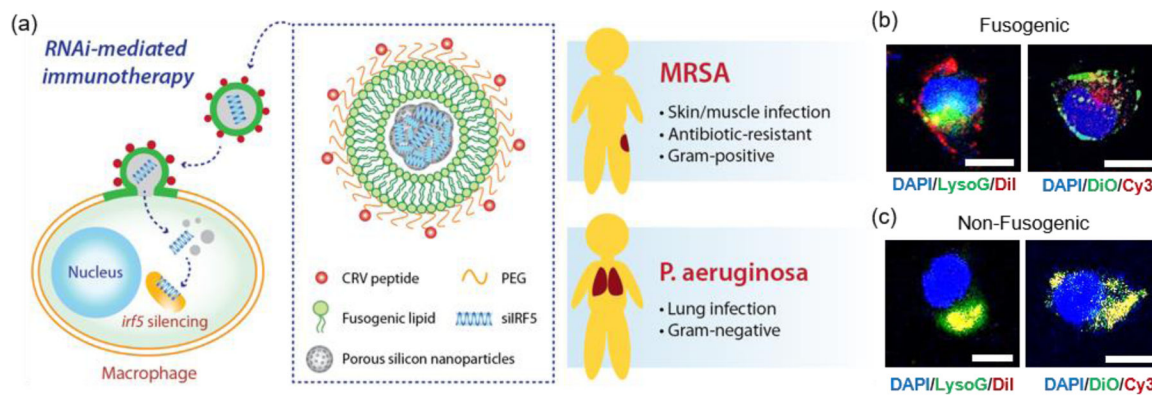 (a)
RNAi-mediated
immunotherapy
Nucleus
irf5 silencing
Macrophage
CRV peptide
PEG
Fusogenic lipid
siIRF5
Porous silicon nanoparticles
MRSA
• Skin/muscle infection
• Antibiotic-resistant
• Gram-positive
P. aeruginosa
• Lung infection
• Gram-negative
(b)
Fusogenic
DAPI/LysoG/DiI
DAPI/DiO/Cy3
(c)
Non-Fusogenic
DAPI/LysoG/DiI
DAPI/DiO/Cy3